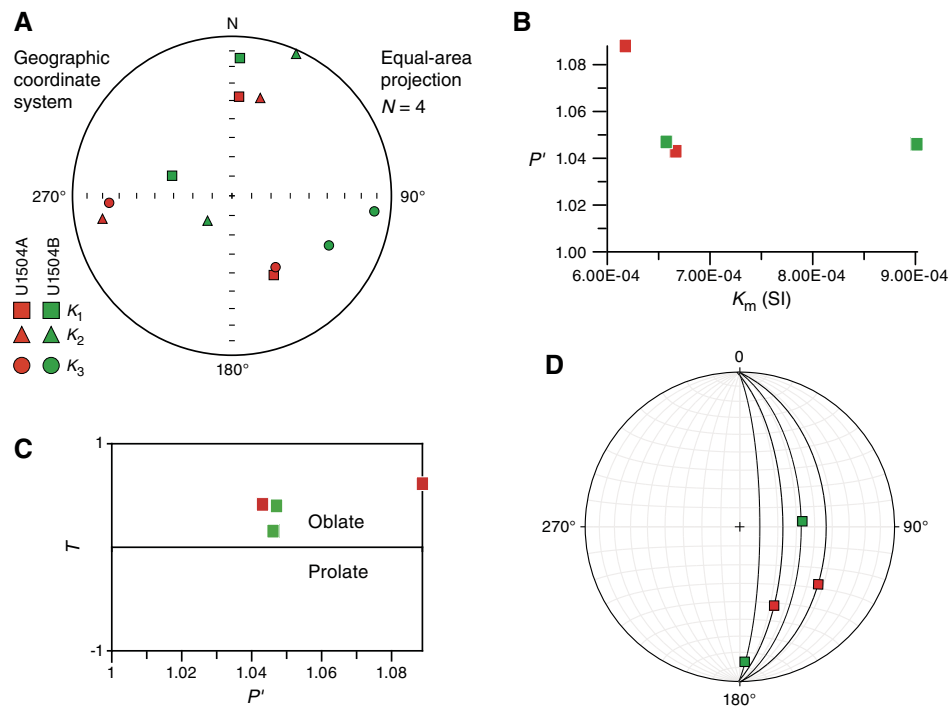 A
N
Geographic
coordinate
system
Equal-area
projection
N = 4
270°
90°
180°
U1504A
U1504B
K1
K2
K3
B
P'
1.08
1.06
1.04
1.02
1.00
6.00E-04
7.00E-04
8.00E-04
9.00E-04
Km (SI)
C
1
T
Oblate
Prolate
-1
1
1.02
1.04
1.06
1.08
P'
D
0
270°
90°
180°